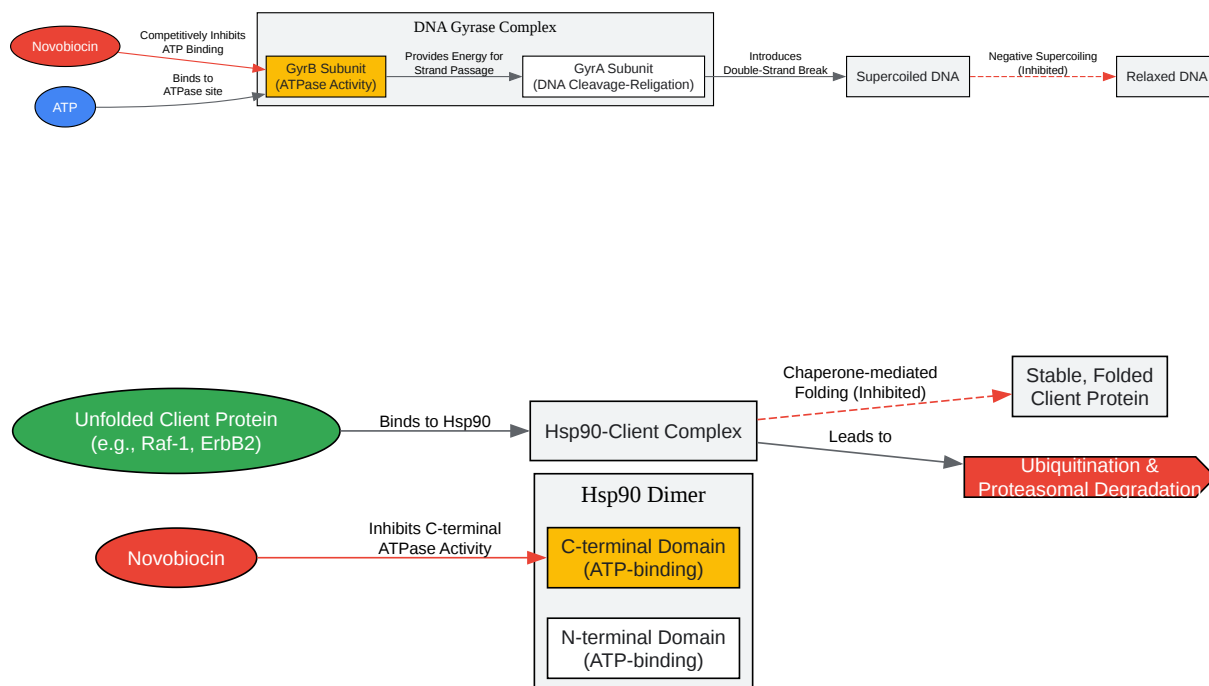 DNA Gyrase Complex
Novobiocin
Competitively Inhibits
ATP Binding
GyrB Subunit
(ATPase Activity)
Provides Energy for
Strand Passage
GyrA Subunit
(DNA Cleavage-Religation)
Introduces
Double-Strand Break
Supercoiled DNA
Negative Supercoiling
(Inhibited)
Relaxed DNA
Binds to
ATPase site
ATP
Unfolded Client Protein
(e.g., Raf-1, ErbB2)
Binds to Hsp90
Hsp90-Client Complex
Chaperone-mediated
Folding (Inhibited)
Stable, Folded
Client Protein
Leads to
Ubiquitination &
Proteasomal Degradation
Hsp90 Dimer
Novobiocin
Inhibits C-terminal
ATPase Activity
C-terminal Domain
(ATP-binding)
N-terminal Domain
(ATP-binding)